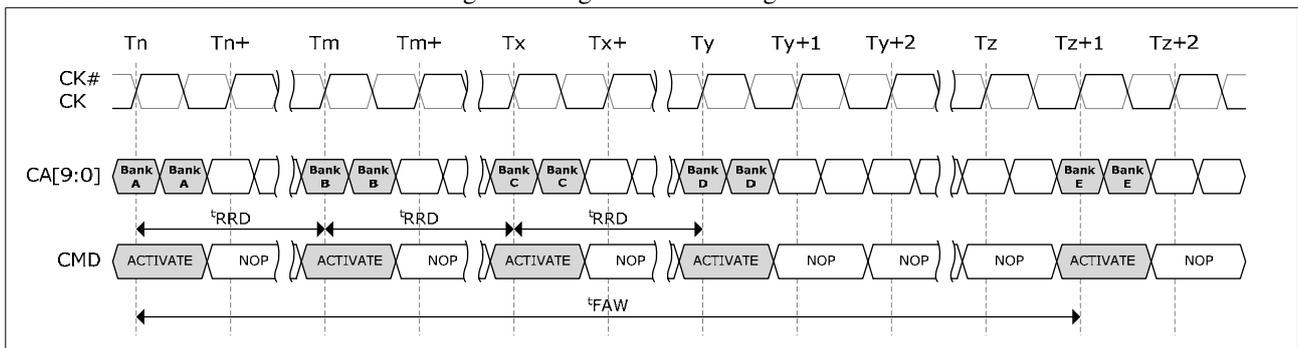 Tn Tn+ Tm Tm+ Tx Tx+ Ty Ty+1 Ty+2 Tz Tz+1 Tz+2
CK#
CK
CA[9:0] Bank A Bank A Bank B Bank B Bank C Bank C Bank D Bank D Bank E Bank E
tRRD tRRD tRRD
CMD ACTIVATE NOP ACTIVATE NOP ACTIVATE NOP ACTIVATE NOP NOP NOP ACTIVATE NOP
tFAW